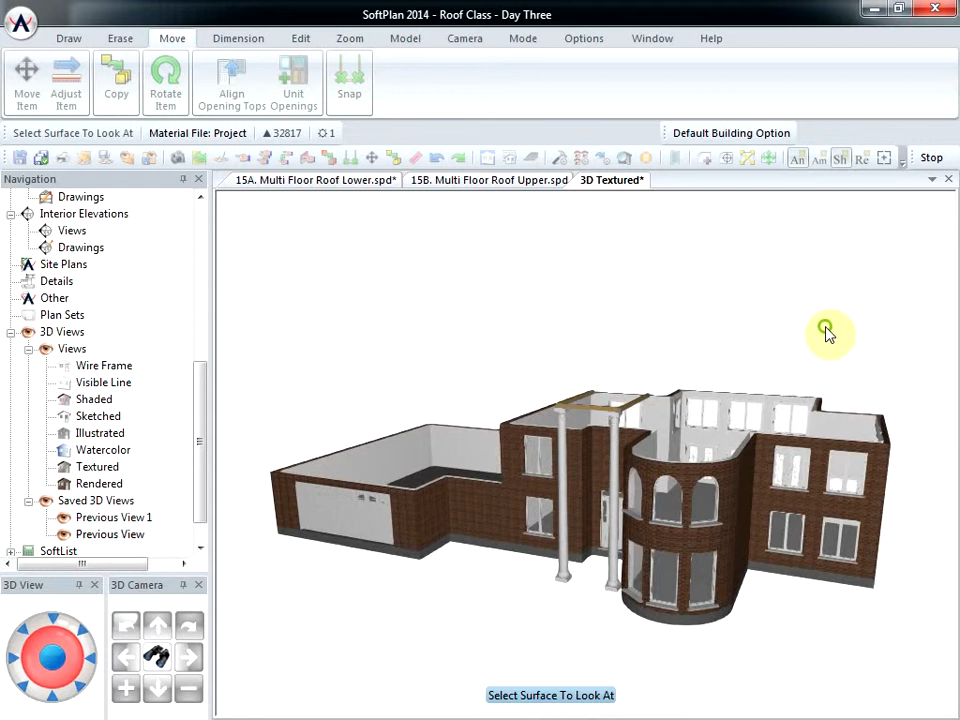 SoftPlan 2014 - Roof Class - Day Three
Draw Erase Move Dimension Edit Zoom Model Camera Mode Options Window Help
Move Item
Adjust Item
Copy
Rotate Item
Align Opening Tops
Unit Openings
Snap
Select Surface To Look At Material File: Project 32817 1 Default Building Option
An Am Sh Re Stop
Navigation
15A. Multi Floor Roof Lower.spd* 15B. Multi Floor Roof Upper.spd 3D Textured*
Drawings
Interior Elevations
Views
Drawings
Site Plans
Details
Other
Plan Sets
3D Views
Views
Wire Frame
Visible Line
Shaded
Sketched
Illustrated
Watercolor
Textured
Rendered
Saved 3D Views
Previous View 1
Previous View
SoftList
3D View 3D Camera
Select Surface To Look At